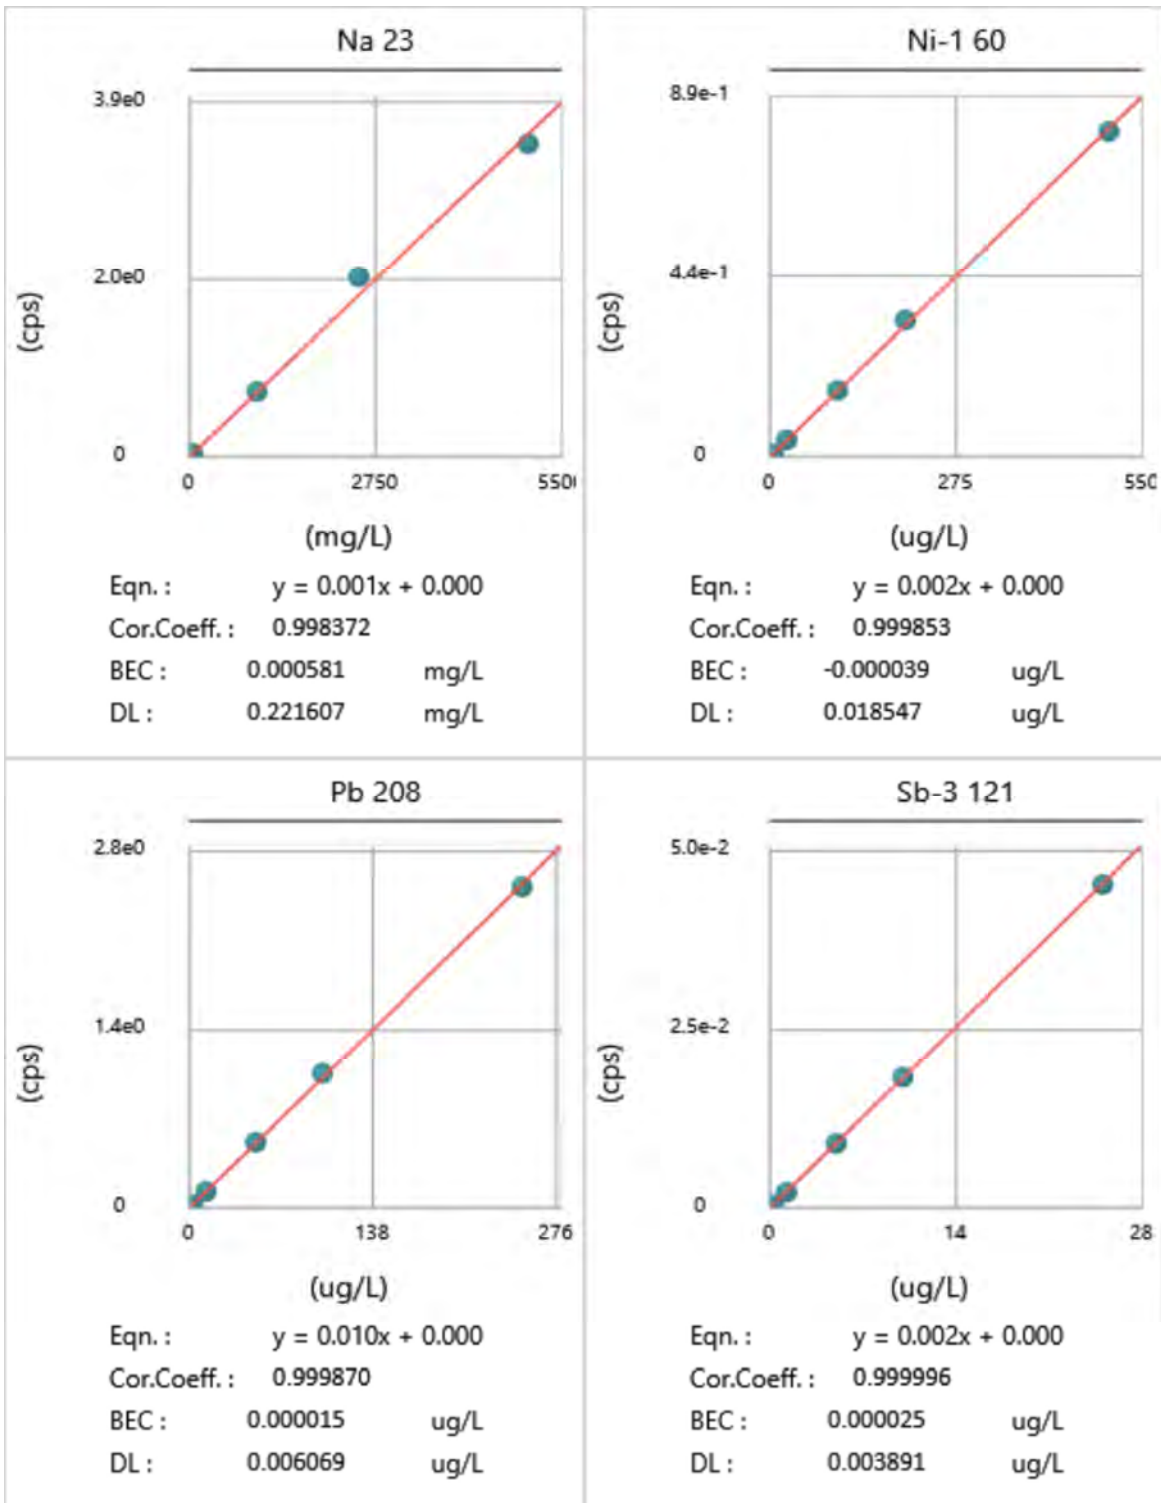 Na 23
3.9e0
2.0e0
0
(cps)
0 2750 550
(mg/L)
Eqn. : y = 0.001x + 0.000
Cor.Coeff. : 0.998372
BEC : 0.000581 mg/L
DL : 0.221607 mg/L
Ni-1 60
8.9e-1
4.4e-1
0
(cps)
0 275 550
(ug/L)
Eqn. : y = 0.002x + 0.000
Cor.Coeff. : 0.999853
BEC : -0.000039 ug/L
DL : 0.018547 ug/L
Pb 208
2.8e0
1.4e0
0
(cps)
0 138 276
(ug/L)
Eqn. : y = 0.010x + 0.000
Cor.Coeff. : 0.999870
BEC : 0.000015 ug/L
DL : 0.006069 ug/L
Sb-3 121
5.0e-2
2.5e-2
0
(cps)
0 14 28
(ug/L)
Eqn. : y = 0.002x + 0.000
Cor.Coeff. : 0.999996
BEC : 0.000025 ug/L
DL : 0.003891 ug/L